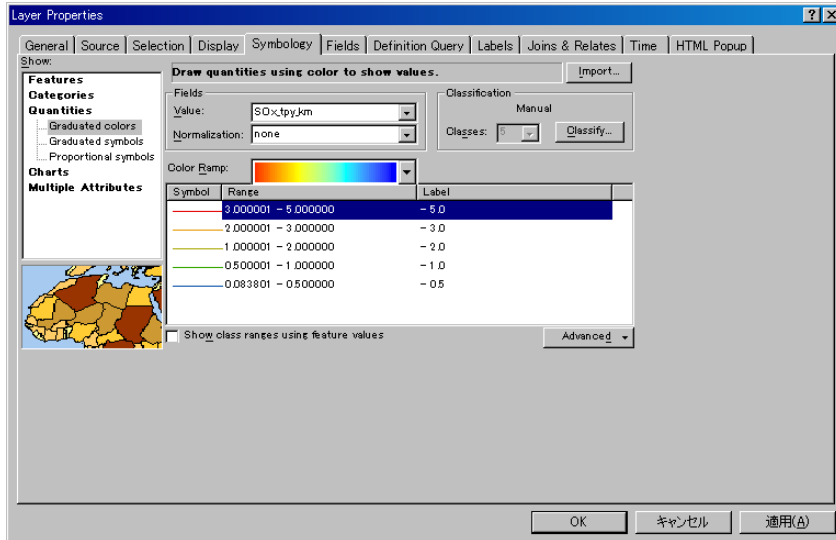 Layer Properties
General Source Selection Display Symbology Fields Definition Query Labels Joins & Relates Time HTML Popup
Show:
Features
Categories
Quantities
Graduated colors
Graduated symbols
Proportional symbols
Charts
Multiple Attributes
Draw quantities using color to show values.
Import...
Fields
Value: SOx_tpy_km
Normalization: none
Classification
Manual
Classes: 5 Classify...
Color Ramp:
Symbol Range Label
3.000001 - 5.000000 - 5.0
2.000001 - 3.000000 - 3.0
1.000001 - 2.000000 - 2.0
0.500001 - 1.000000 - 1.0
0.083801 - 0.500000 - 0.5
Show class ranges using feature values
Advanced
OK キャンセル 適用(A)